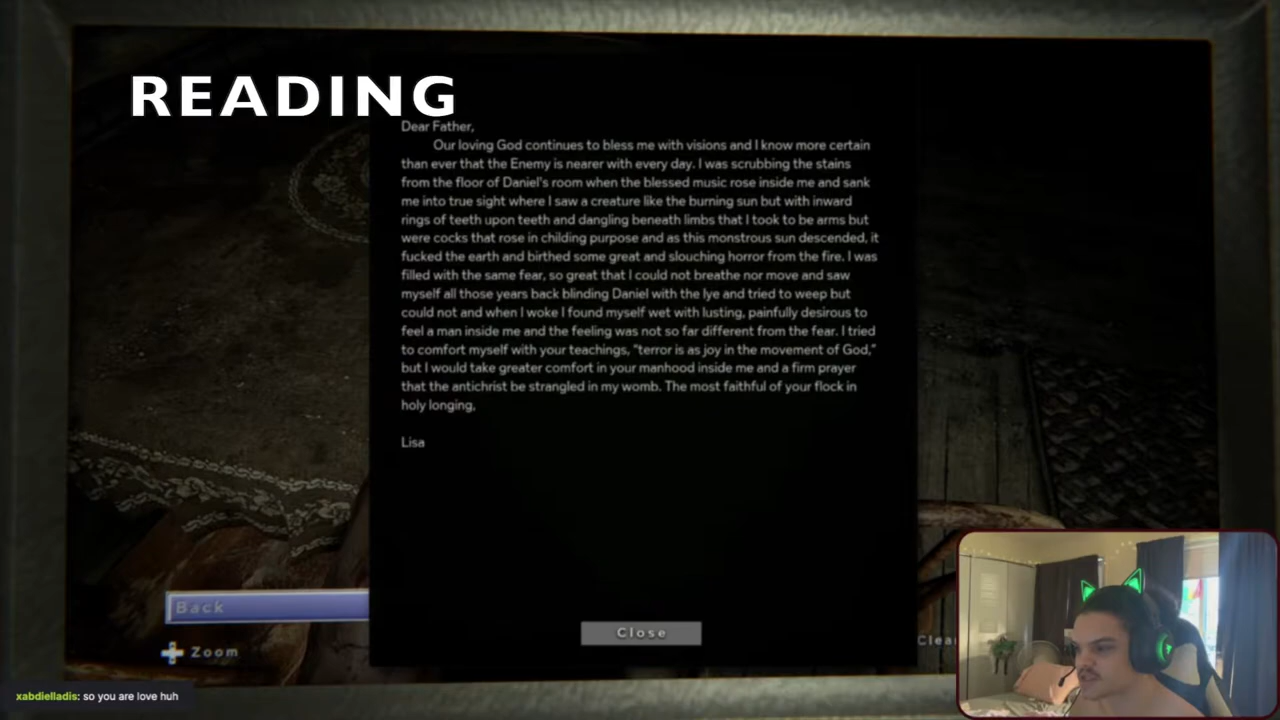 READING
Dear Father,
Our loving God continues to bless me with visions and I know more certain
than ever that the Enemy is nearer with every day. I was scrubbing the stains
from the floor of Daniel's room when the blessed music rose inside me and sank
me into true sight where I saw a creature like the burning sun but with inward
rings of teeth upon teeth and dangling beneath limbs that I took to be arms but
were cocks that rose in childing purpose and as this monstrous sun descended, it
fucked the earth and birthed some great and slouching horror from the fire. I was
filled with the same fear, so great that I could not breathe nor move and saw
myself all those years back blinding Daniel with the lye and tried to weep but
could not and when I woke I found myself wet with lusting, painfully desirous to
feel a man inside me and the feeling was not so far different from the fear. I tried
to comfort myself with your teachings, "terror is as joy in the movement of God,"
but I would take greater comfort in your manhood inside me and a firm prayer
that the antichrist be strangled in my womb. The most faithful of your flock in
holy longing,
Lisa
Back
Close
Zoom
xabdielladis: so you are love huh